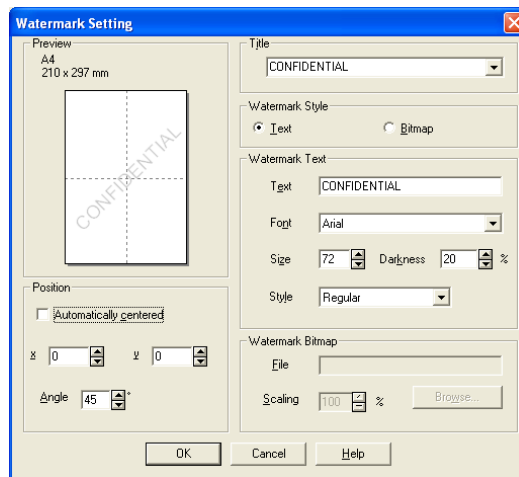 Watermark Setting
Preview
A4
210 x 297 mm
CONFIDENTIAL
Position
Automatically centered
x 0 y 0
Angle 45 °
Title
CONFIDENTIAL
Watermark Style
Text Bitmap
Watermark Text
Text CONFIDENTIAL
Font Arial
Size 72 Darkness 20 %
Style Regular
Watermark Bitmap
File
Scaling 100 % Browse...
OK Cancel Help